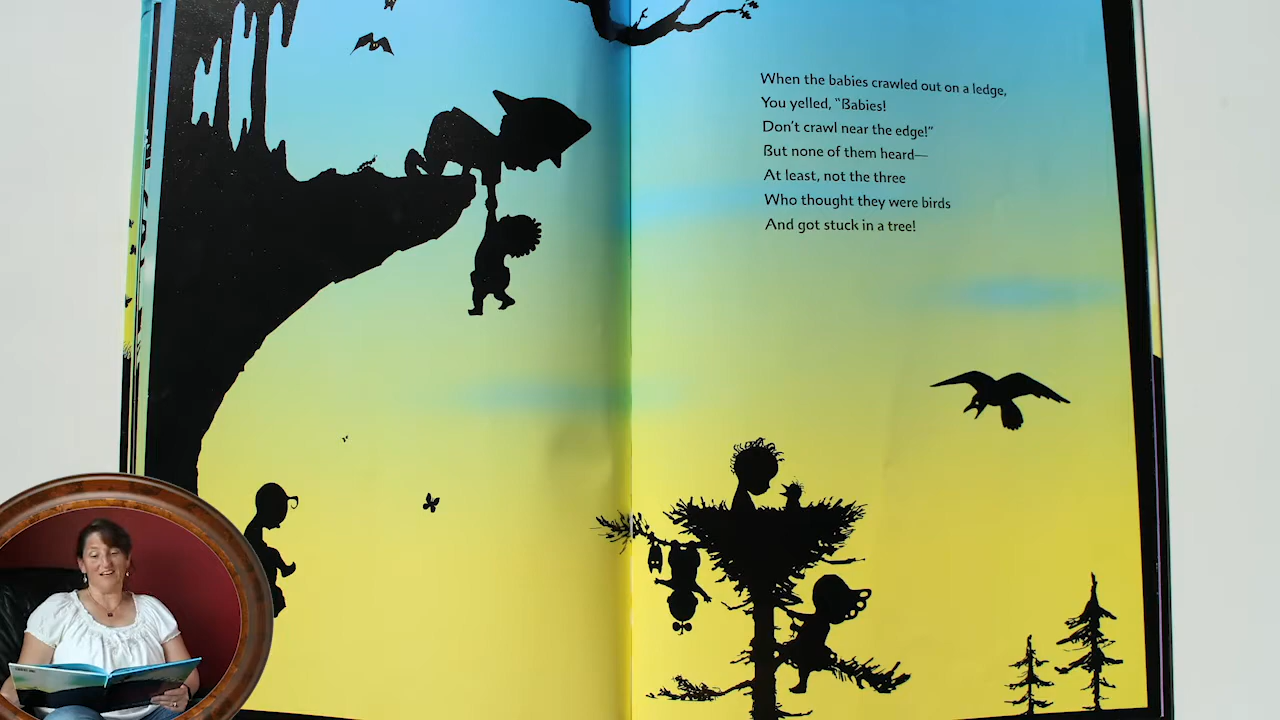 When the babies crawled out on a ledge,
You yelled, “Babies!
Don’t crawl near the edge!”
But none of them heard—
At least, not the three
Who thought they were birds
And got stuck in a tree!